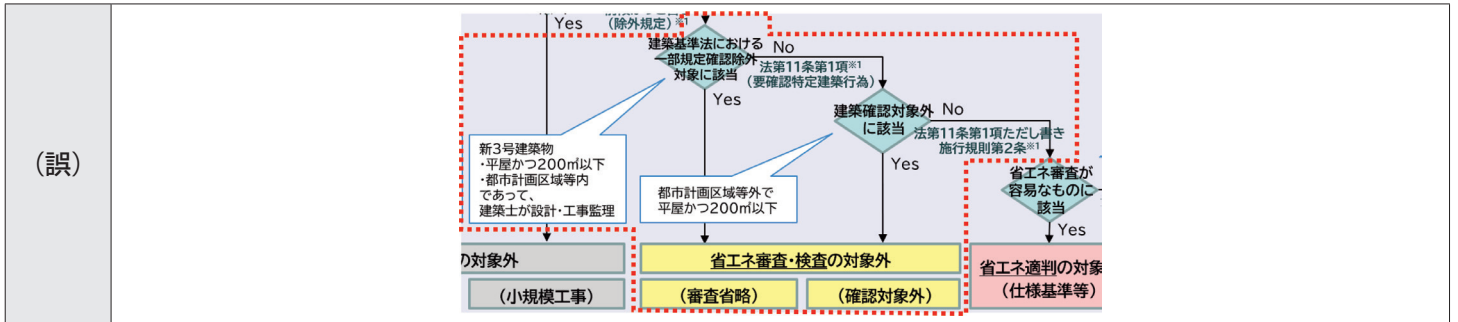 （誤）
Yes
（除外規定）※1
建築基準法における
一部規定確認除外
対象に該当
No
法第11条第1項※1
（要確認特定建築行為）
Yes
建築確認対象外
に該当
No
法第11条第1項ただし書き
施行規則第2条※1
Yes
省エネ審査が
容易なものに
該当
Yes
新3号建築物
・平屋かつ200㎡以下
・都市計画区域等内
であって、
建築士が設計・工事監理
都市計画区域等外で
平屋かつ200㎡以下
の対象外
（小規模工事）
省エネ審査・検査の対象外
（審査省略）
（確認対象外）
省エネ適判の対象
（仕様基準等）